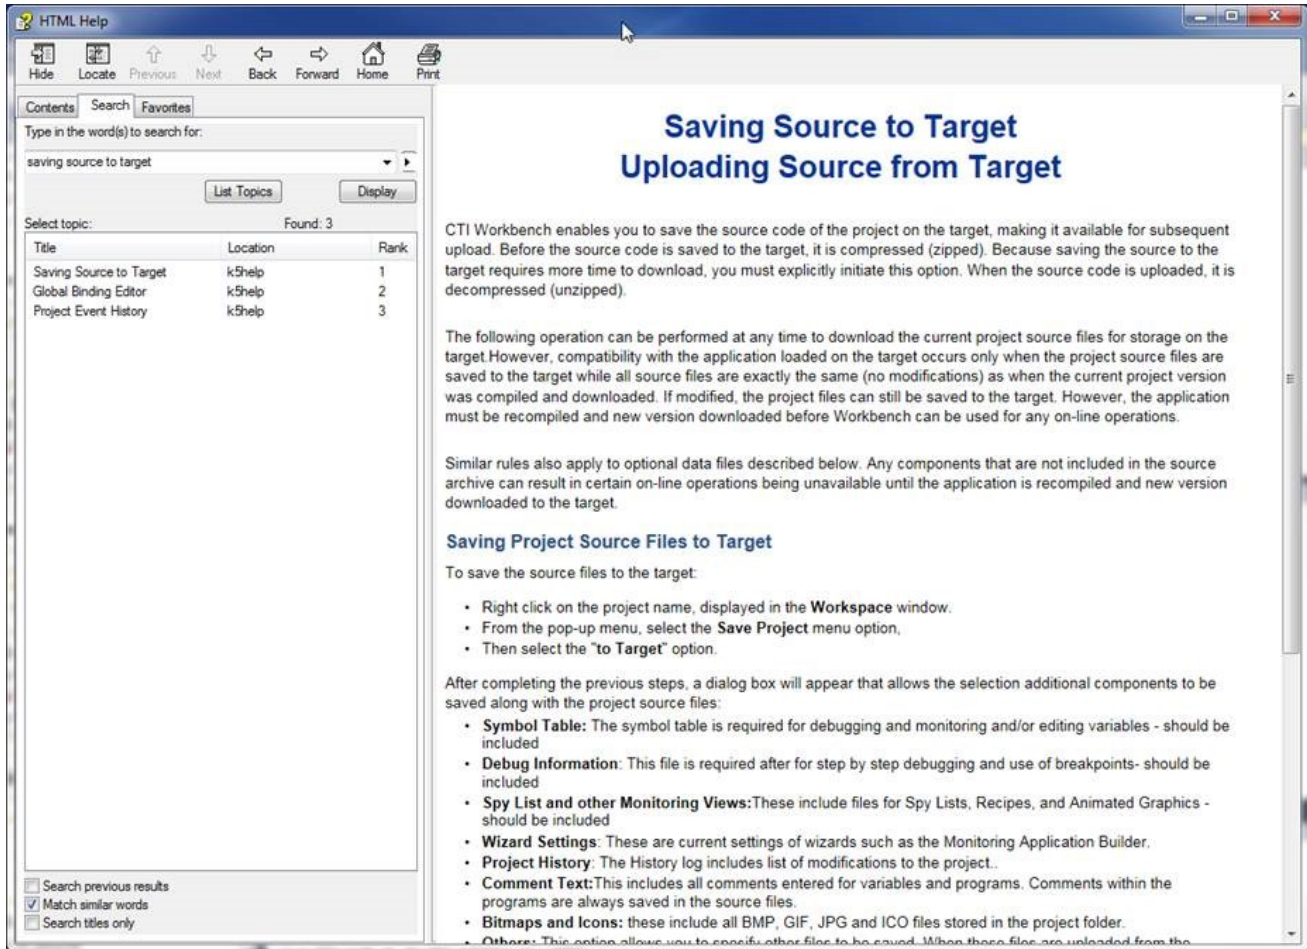 HTML Help
Hide Locate Previous Next Back Forward Home Print
Contents Search Favorites
Type in the word(s) to search for:
saving source to target
List Topics Display
Select topic: Found: 3
Title Location Rank
Saving Source to Target k5help 1
Global Binding Editor k5help 2
Project Event History k5help 3
Search previous results
Match similar words
Search titles only
Saving Source to Target
Uploading Source from Target
CTI Workbench enables you to save the source code of the project on the target, making it available for subsequent
upload. Before the source code is saved to the target, it is compressed (zipped). Because saving the source to the
target requires more time to download, you must explicitly initiate this option. When the source code is uploaded, it is
decompressed (unzipped).
The following operation can be performed at any time to download the current project source files for storage on the
target.However, compatibility with the application loaded on the target occurs only when the project source files are
saved to the target while all source files are exactly the same (no modifications) as when the current project version
was compiled and downloaded. If modified, the project files can still be saved to the target. However, the application
must be recompiled and new version downloaded before Workbench can be used for any on-line operations.
Similar rules also apply to optional data files described below. Any components that are not included in the source
archive can result in certain on-line operations being unavailable until the application is recompiled and new version
downloaded to the target.
Saving Project Source Files to Target
To save the source files to the target:
• Right click on the project name, displayed in the Workspace window.
• From the pop-up menu, select the Save Project menu option,
• Then select the "to Target" option.
After completing the previous steps, a dialog box will appear that allows the selection additional components to be
saved along with the project source files:
• Symbol Table: The symbol table is required for debugging and monitoring and/or editing variables - should be
included
• Debug Information: This file is required after for step by step debugging and use of breakpoints- should be
included
• Spy List and other Monitoring Views:These include files for Spy Lists, Recipes, and Animated Graphics -
should be included
• Wizard Settings: These are current settings of wizards such as the Monitoring Application Builder.
• Project History: The History log includes list of modifications to the project..
• Comment Text:This includes all comments entered for variables and programs. Comments within the
programs are always saved in the source files.
• Bitmaps and Icons: these include all BMP, GIF, JPG and ICO files stored in the project folder.
• Others: This option allows you to specify other files to be saved. When these files are uploaded from the